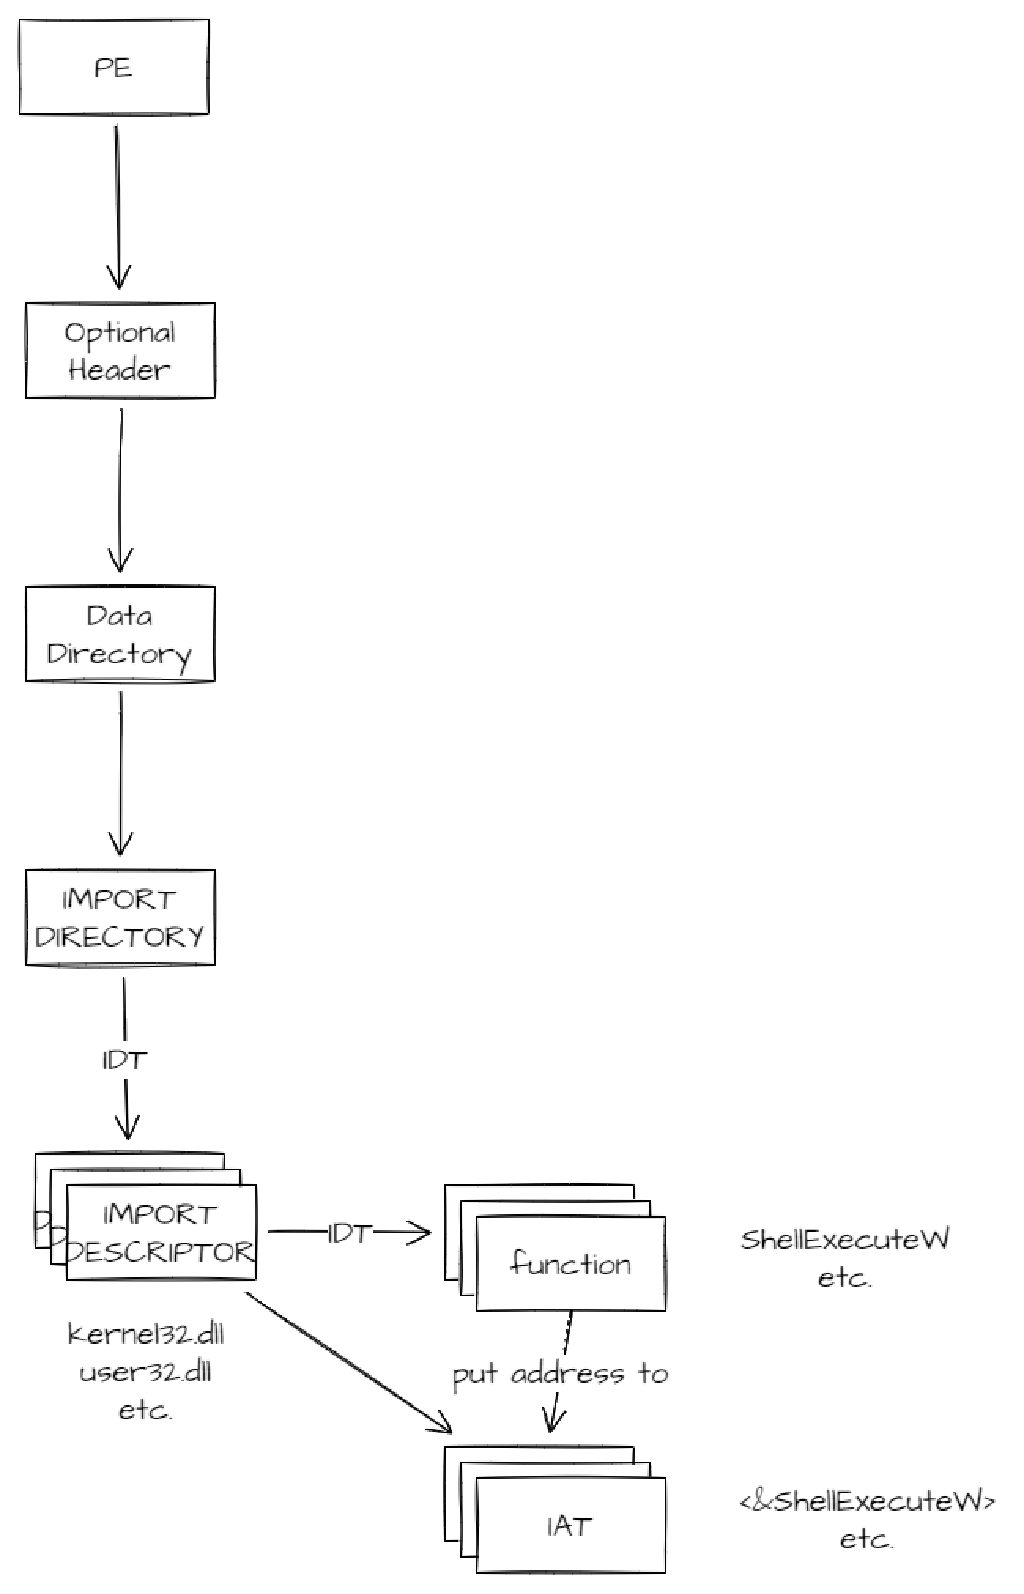 PE
Optional
Header
Data
Directory
IMPORT
DIRECTORY
IDT
IMPORT
DESCRIPTOR
IDT
function
ShellExecuteW
etc.
kernel32.dll
user32.dll
etc.
put address to
IAT
<&ShellExecuteW>
etc.